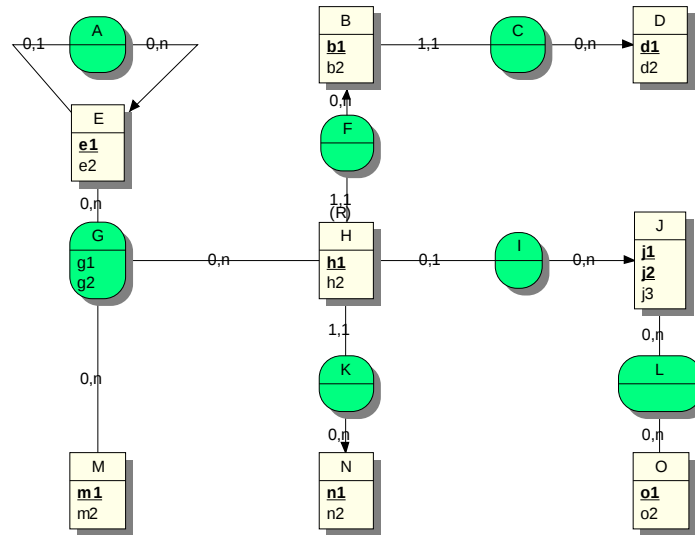 A
0,1
0,n
B
b1
b2
1,1
C
0,n
D
d1
d2
E
e1
e2
0,n
F
1,1
(R)
0,n
G
g1
g2
0,n
H
h1
h2
0,1
I
0,n
J
j1
j2
j3
0,n
1,1
K
0,n
0,n
L
0,n
M
m1
m2
N
n1
n2
O
o1
o2